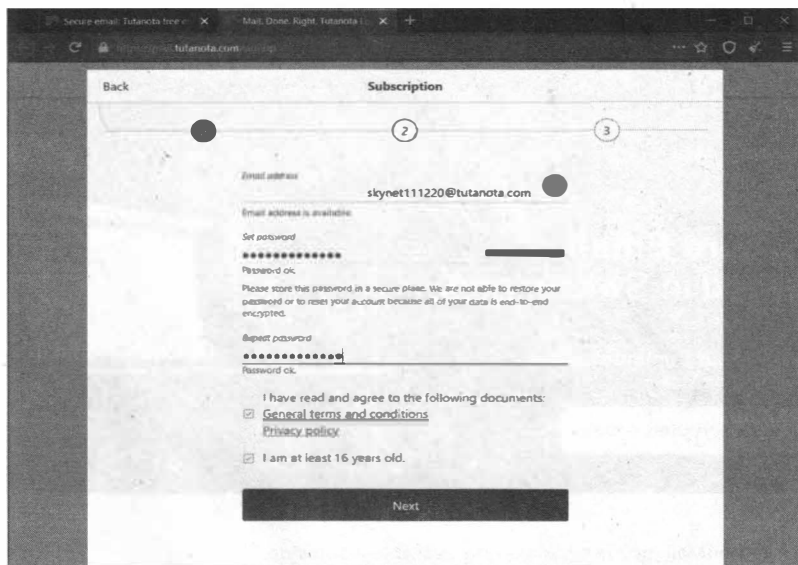 Secure email: Tutanota free e
Mail. Done. Right. Tutanota
tutanota.com
Back
Subscription
2
3
Email address
skynet111220@tutanota.com
Email address is available.
Set password
Password ok.
Please store this password in a secure place. We are not able to restore your
password or to reset your account because all of your data is end-to-end
encrypted.
Repeat password
Password ok.
I have read and agree to the following documents:
General terms and conditions
Privacy policy
I am at least 16 years old.
Next